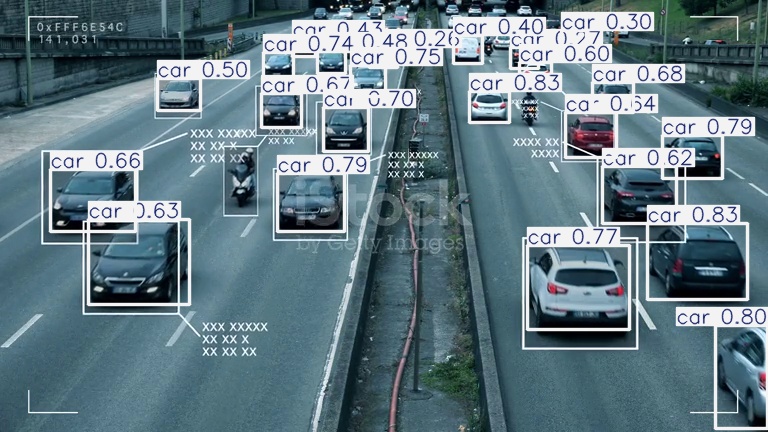 0xFFF6E54C
141,031
car 0.43
car 0.40
car 0.30
car 0.74
0.48
0.26
0.27
car 0.75
car 0.60
car 0.50
car 0.67
car 0.70
car 0.83
car 0.68
car 0.64
car 0.79
XXX XXXXX
XX XX X
XX XX XX
XX XX
XXX XXXXX
XX XX X
XX XX XX
XXXX XX
XXXX
car 0.66
car 0.79
car 0.62
car 0.63
car 0.77
car 0.83
car 0.80
XXX XXXXX
XX XX X
XX XX XX
iStock
by Getty Images